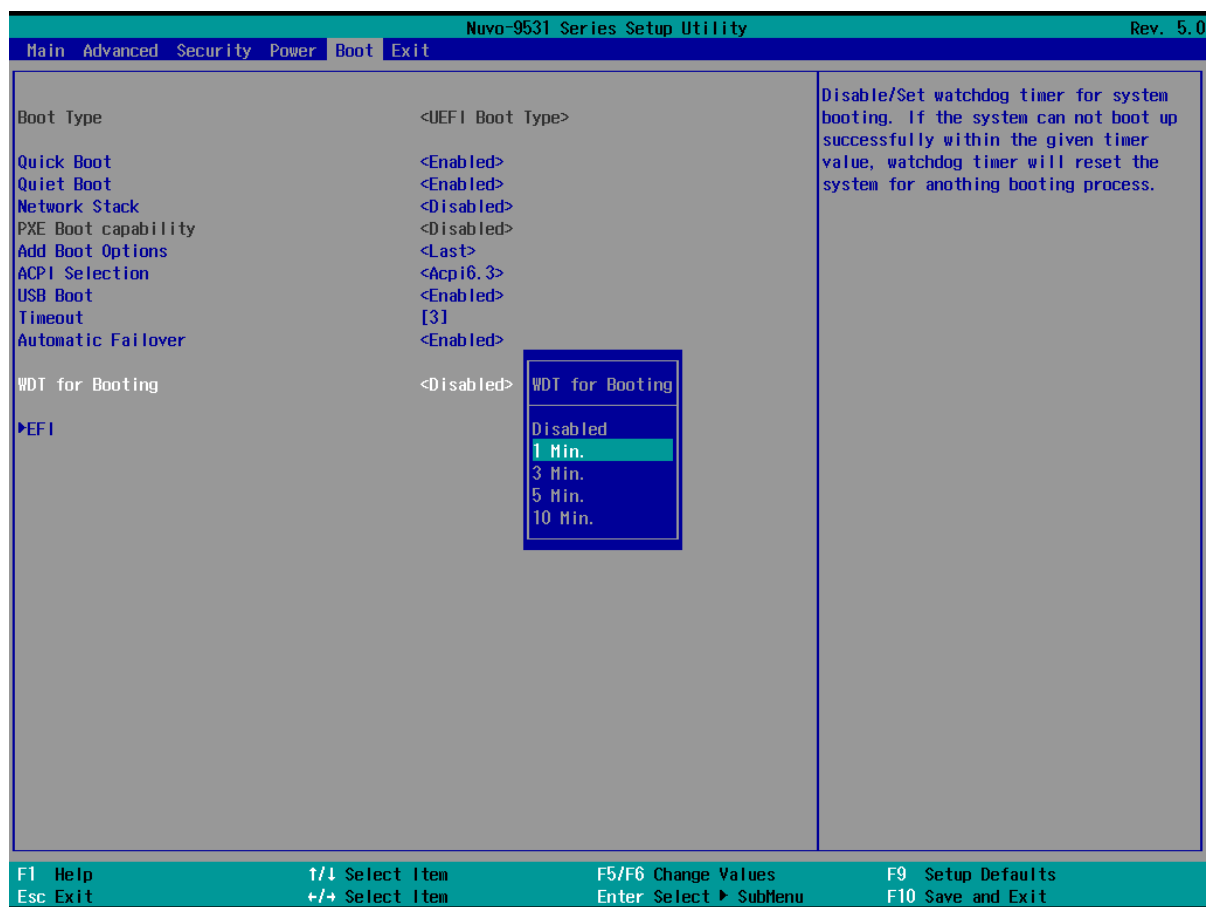 Nuvo-9531 Series Setup Utility Rev. 5.0
Main Advanced Security Power Boot Exit
Boot Type <UEFI Boot Type>
Quick Boot <Enabled>
Quiet Boot <Enabled>
Network Stack <Disabled>
PXE Boot capability <Disabled>
Add Boot Options <Last>
ACPI Selection <Acpi6.3>
USB Boot <Enabled>
Timeout [3]
Automatic Failover <Enabled>
WDT for Booting <Disabled>
▶EFI
WDT for Booting
Disabled
1 Min.
3 Min.
5 Min.
10 Min.
Disable/Set watchdog timer for system
booting. If the system can not boot up
successfully within the given timer
value, watchdog timer will reset the
system for anothing booting process.
F1 Help ↑/↓ Select Item F5/F6 Change Values F9 Setup Defaults
Esc Exit ←/→ Select Item Enter Select ▶ SubMenu F10 Save and Exit